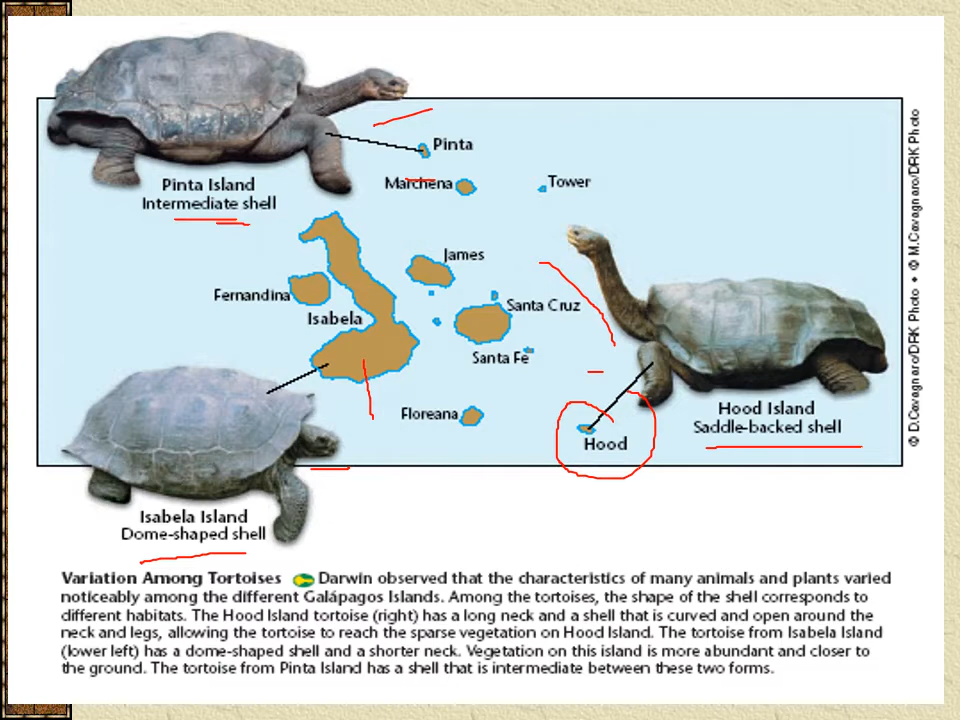 Pinta
Marchena
Tower
Pinta Island
Intermediate shell
James
Fernandina
Isabela
Santa Cruz
Santa Fe
Floreana
Hood
Hood Island
Saddle-backed shell
Isabela Island
Dome-shaped shell
© D.Cavagnaro/DRK Photo • © M.Cavagnaro/DRK Photo
Variation Among Tortoises Darwin observed that the characteristics of many animals and plants varied
noticeably among the different Galápagos Islands. Among the tortoises, the shape of the shell corresponds to
different habitats. The Hood Island tortoise (right) has a long neck and a shell that is curved and open around the
neck and legs, allowing the tortoise to reach the sparse vegetation on Hood Island. The tortoise from Isabela Island
(lower left) has a dome-shaped shell and a shorter neck. Vegetation on this island is more abundant and closer to
the ground. The tortoise from Pinta Island has a shell that is intermediate between these two forms.